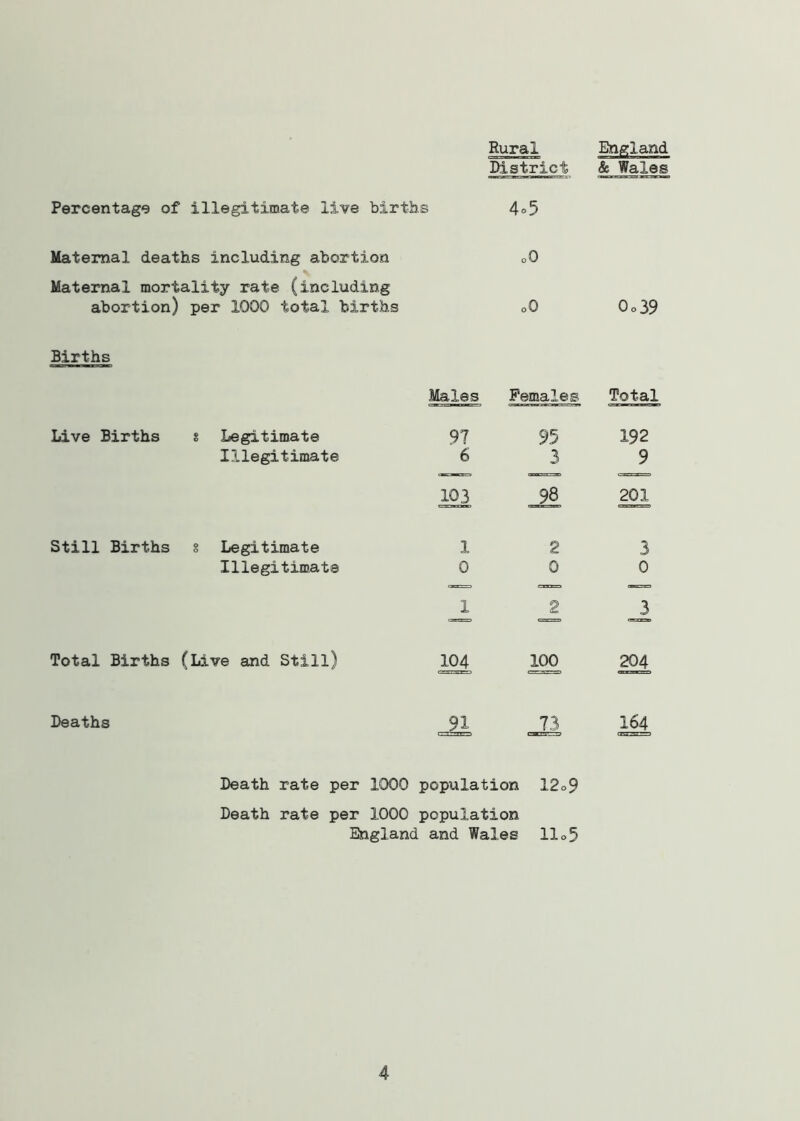 Rural England
District & Wales
Percentage of illegitimate live births 4.5
Maternal deaths including abortion .0
Maternal mortality rate (including
abortion) per 1000 total births .0 0.39
Births
Males Females Total
Live Births : Legitimate 97 95 192
Illegitimate 6 3 9
103 98 201
Still Births : Legitimate 1 2 3
Illegitimate 0 0 0
1 2 3
Total Births (Live and Still) 104 100 204
Deaths 91 73 164
Death rate per 1000 population 12.9
Death rate per 1000 population
England and Wales 11.5
4